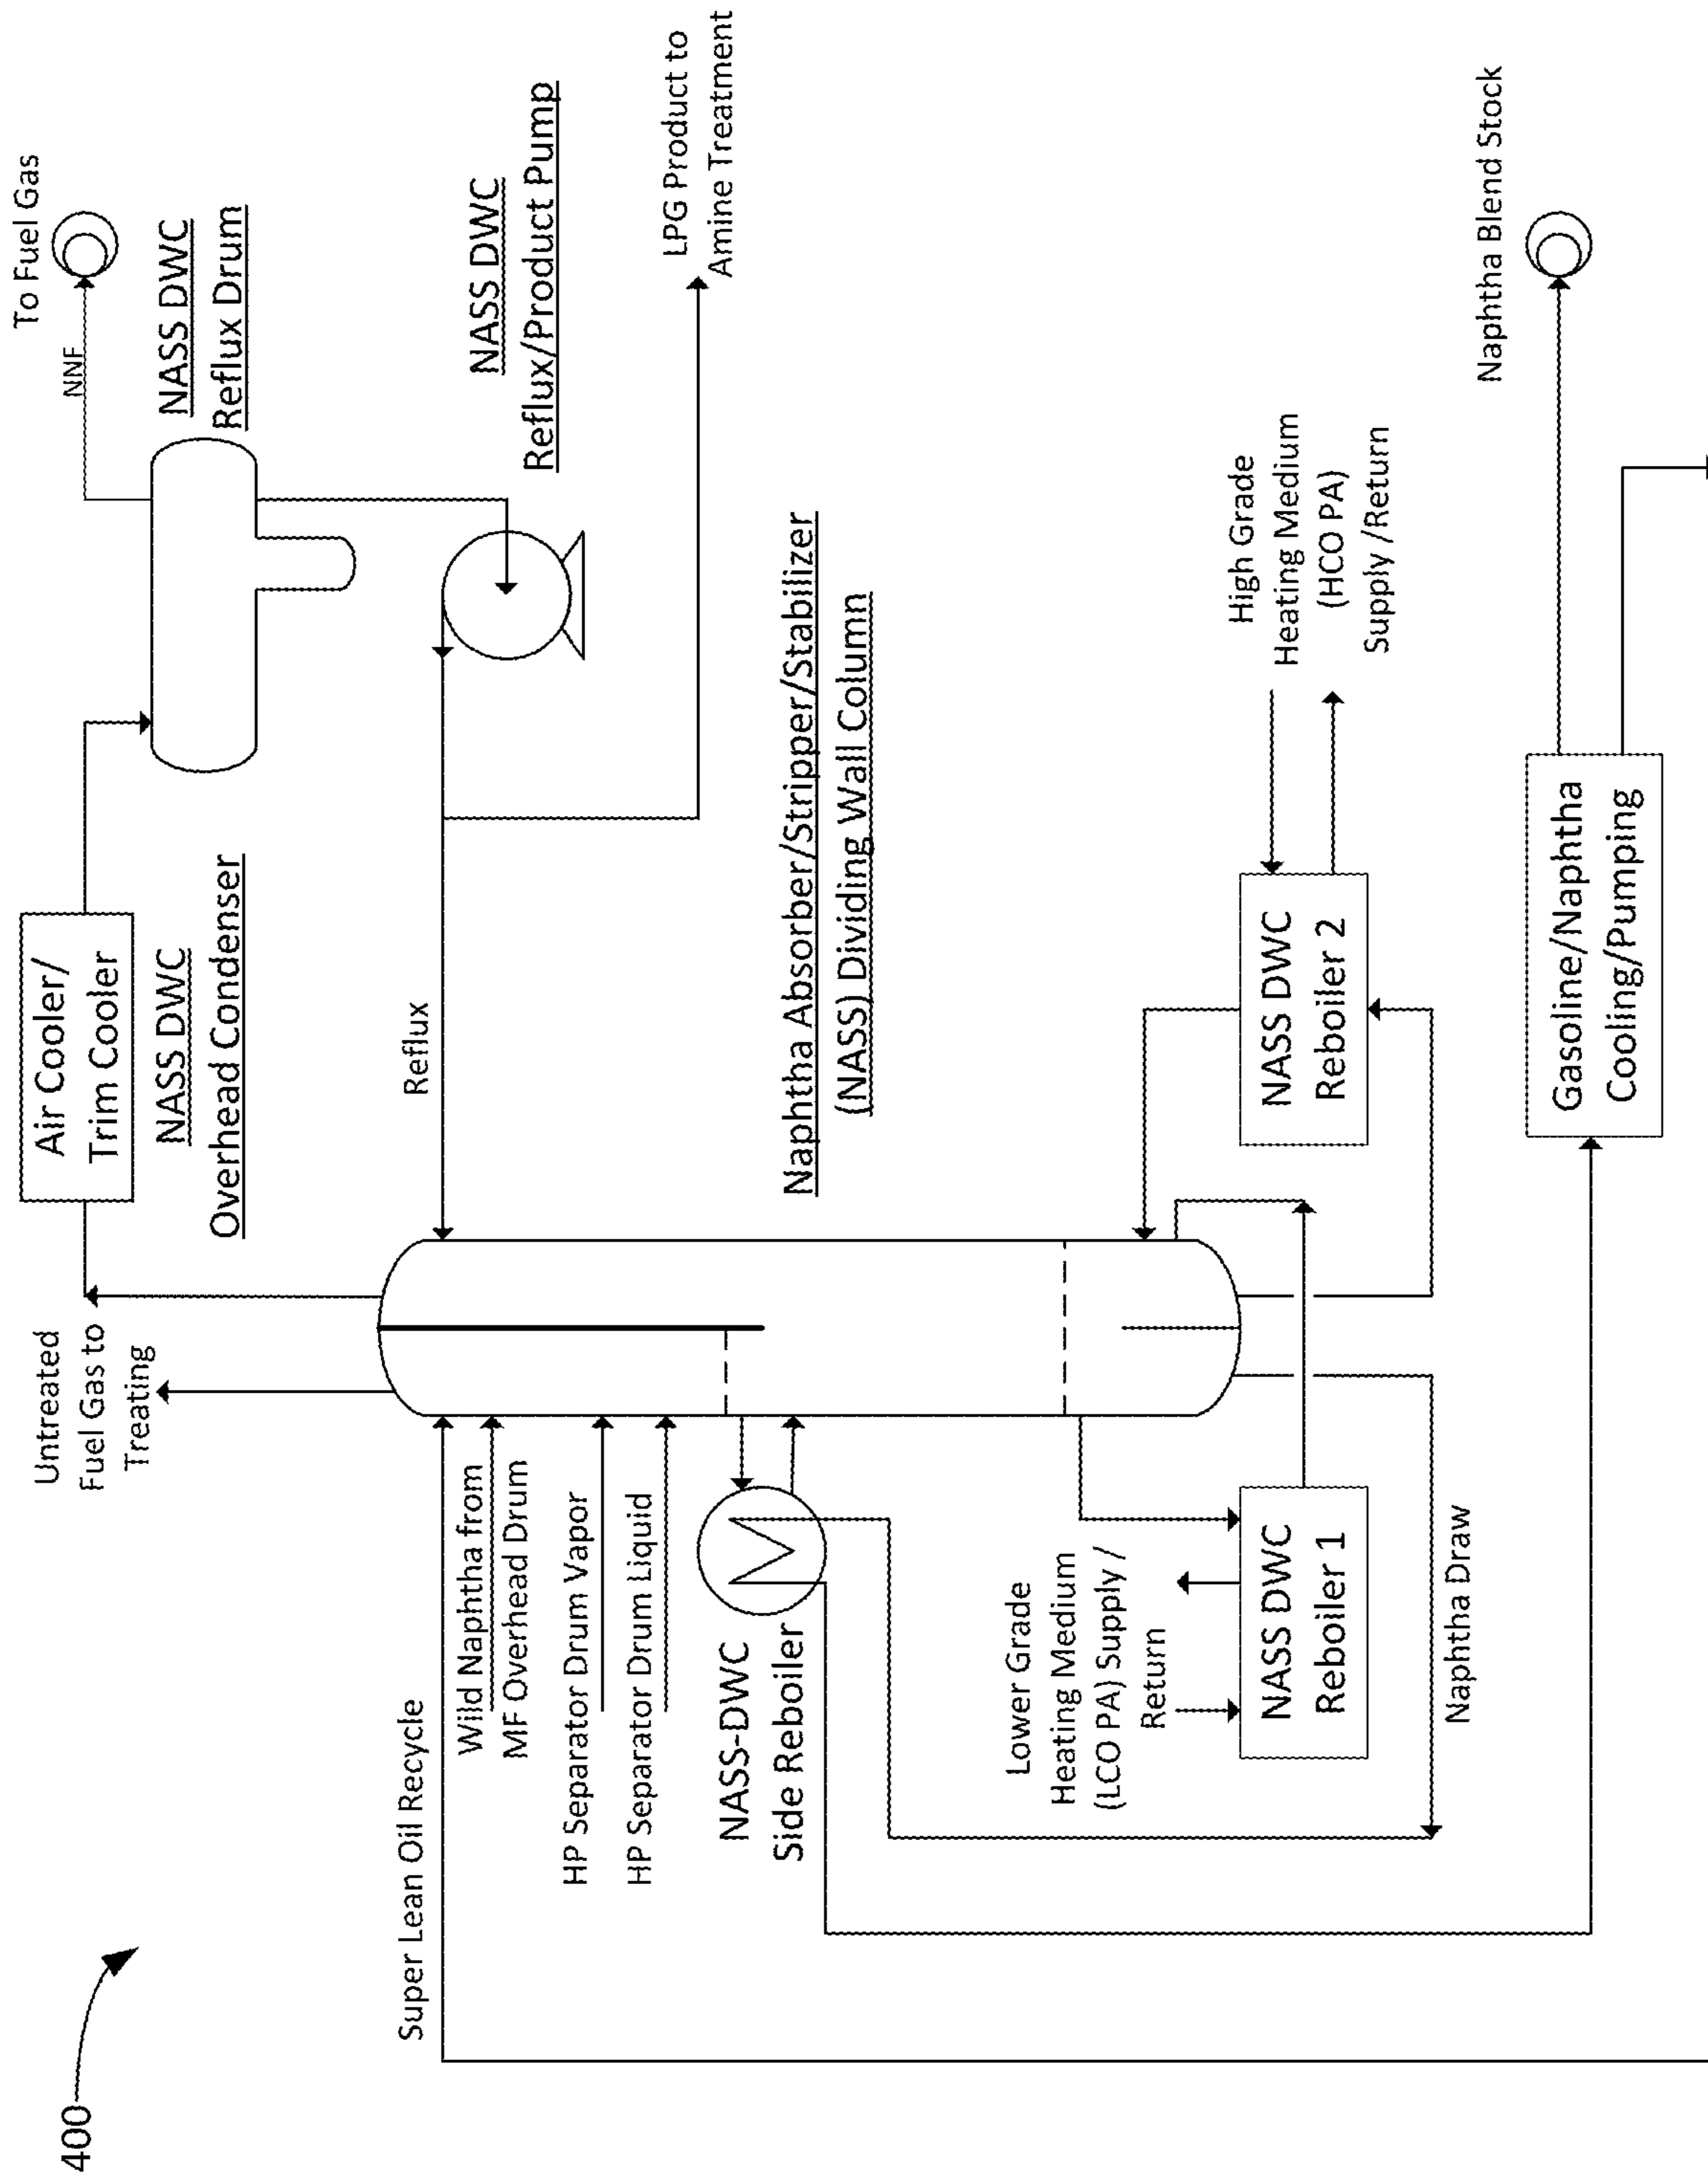 400
Untreated
Fuel Gas to
Treating
Air Cooler/
Trim Cooler
NASS DWC
Overhead Condenser
To Fuel Gas
NNF
NASS DWC
Reflux Drum
NASS DWC
Reflux/Product Pump
LPG Product to
Amine Treatment
Reflux
Super Lean Oil Recycle
Wild Naphtha from
MF Overhead Drum
HP Separator Drum Vapor
HP Separator Drum Liquid
NASS-DWC
Side Reboiler
Naphtha Absorber/Stripper/Stabilizer
(NASS) Dividing Wall Column
Lower Grade
Heating Medium
(LCO PA) Supply /
Return
NASS DWC
Reboiler 1
NASS DWC
Reboiler 2
High Grade
Heating Medium
(HCO PA)
Supply /Return
Naphtha Draw
Gasoline/Naphtha
Cooling/Pumping
Naphtha Blend Stock